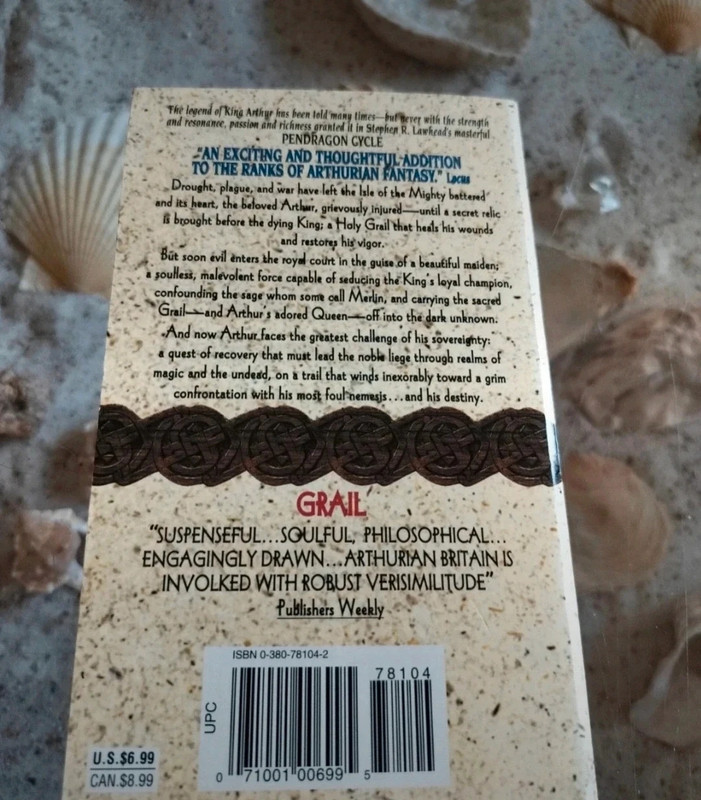 The legend of King Arthur has been told many times—but never with the strength
and resonance, passion and richness granted it in Stephen R. Lawhead's masterful
PENDRAGON CYCLE
"AN EXCITING AND THOUGHTFUL ADDITION
TO THE RANKS OF ARTHURIAN FANTASY." Locus
Drought, plague, and war have left the Isle of the Mighty battered
and its heart, the beloved Arthur, grievously injured—until a secret relic
is brought before the dying King; a Holy Grail that heals his wounds
and restores his vigor.
But soon evil enters the royal court in the guise of a beautiful maiden;
a soulless, malevolent force capable of seducing the King's loyal champion,
confounding the sage whom some call Merlin, and carrying the sacred
Grail—and Arthur's adored Queen—off into the dark unknown.
And now Arthur faces the greatest challenge of his sovereignty:
a quest of recovery that must lead the noble liege through realms of
magic and the undead, on a trail that winds inexorably toward a grim
confrontation with his most foul nemesis...and his destiny.
GRAIL
"SUSPENSEFUL...SOULFUL, PHILOSOPHICAL...
ENGAGINGLY DRAWN...ARTHURIAN BRITAIN IS
INVOLKED WITH ROBUST VERISIMILITUDE"
Publishers Weekly
ISBN 0-380-78104-2
78104
UPC
U.S.$6.99
CAN.$8.99
0 71001 00699 5